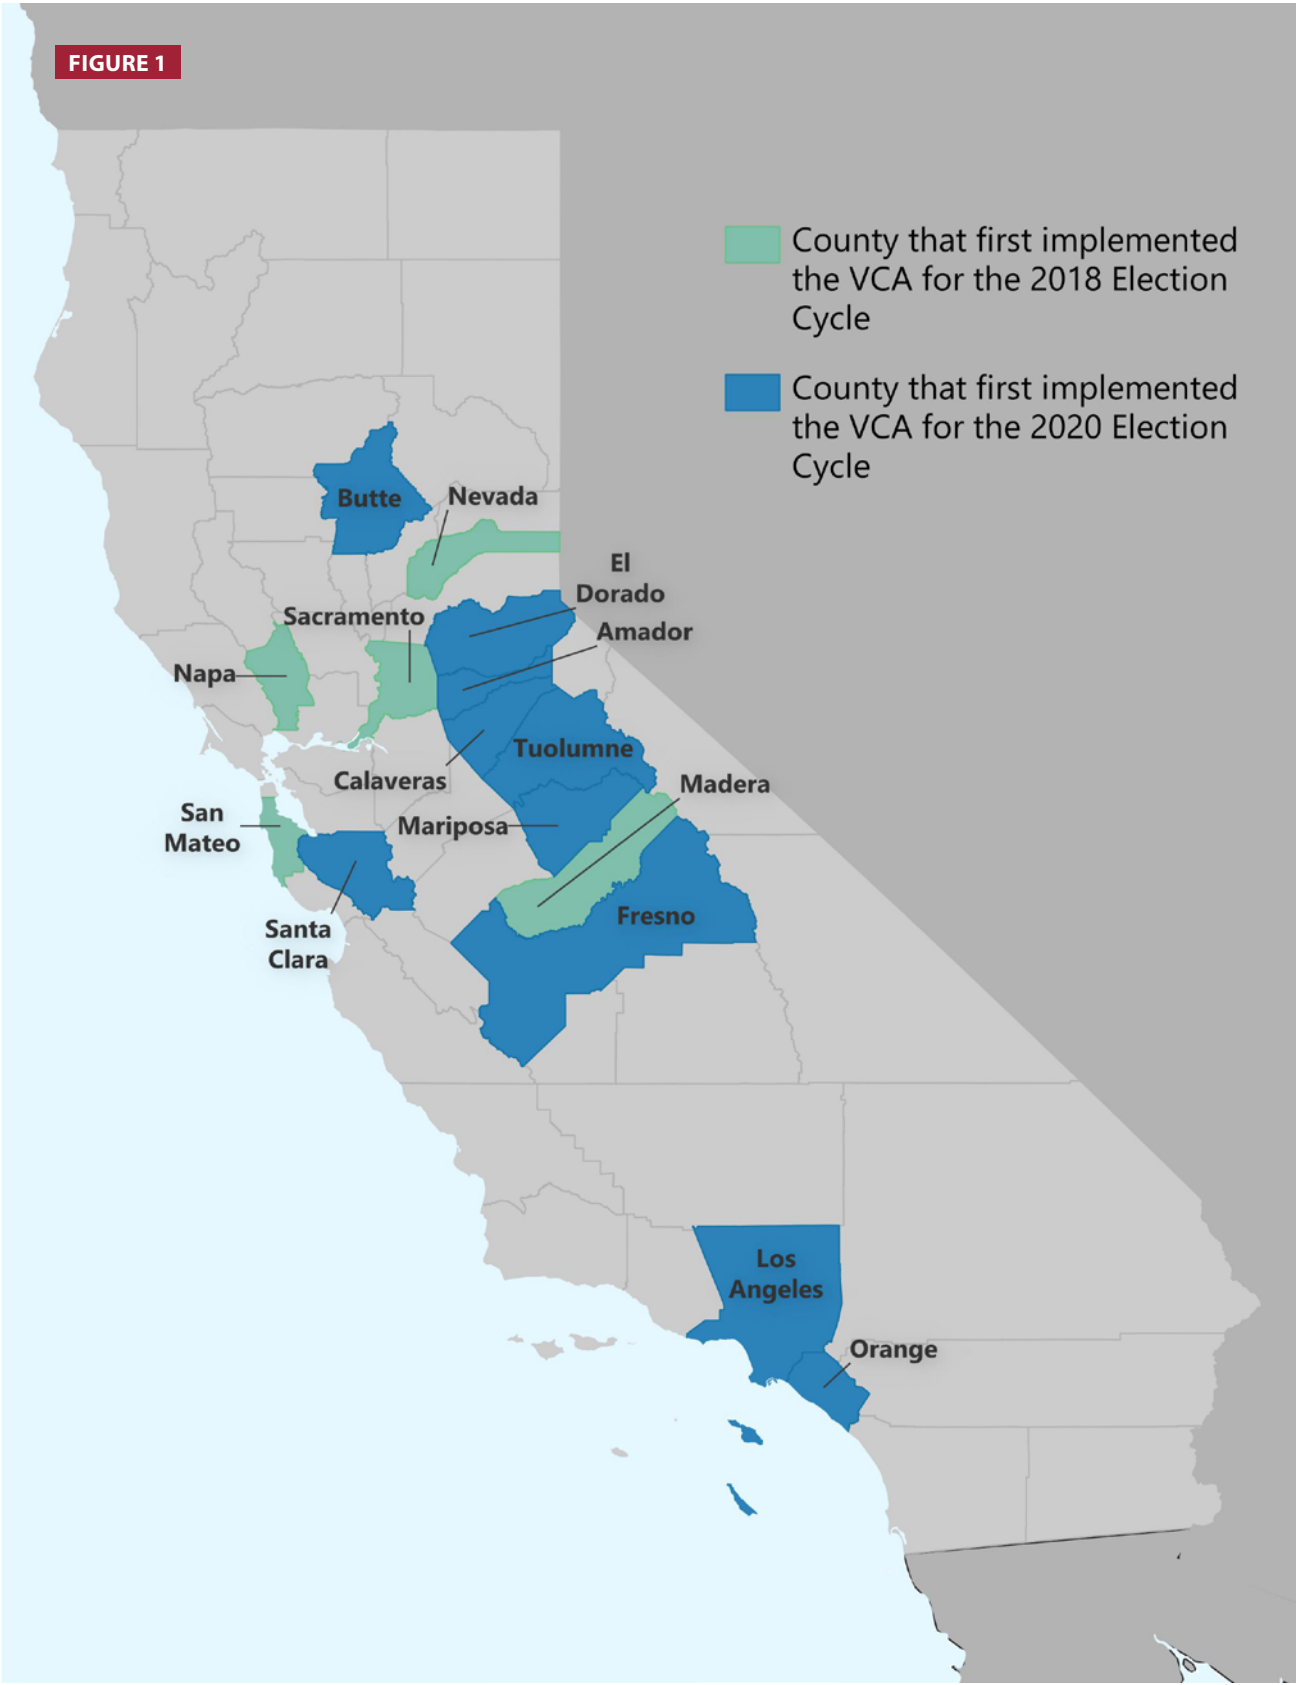 FIGURE 1
County that first implemented
the VCA for the 2018 Election
Cycle
County that first implemented
the VCA for the 2020 Election
Cycle
Butte
Nevada
El
Dorado
Sacramento
Amador
Napa
Tuolumne
Calaveras
Madera
San
Mateo
Mariposa
Fresno
Santa
Clara
Los
Angeles
Orange